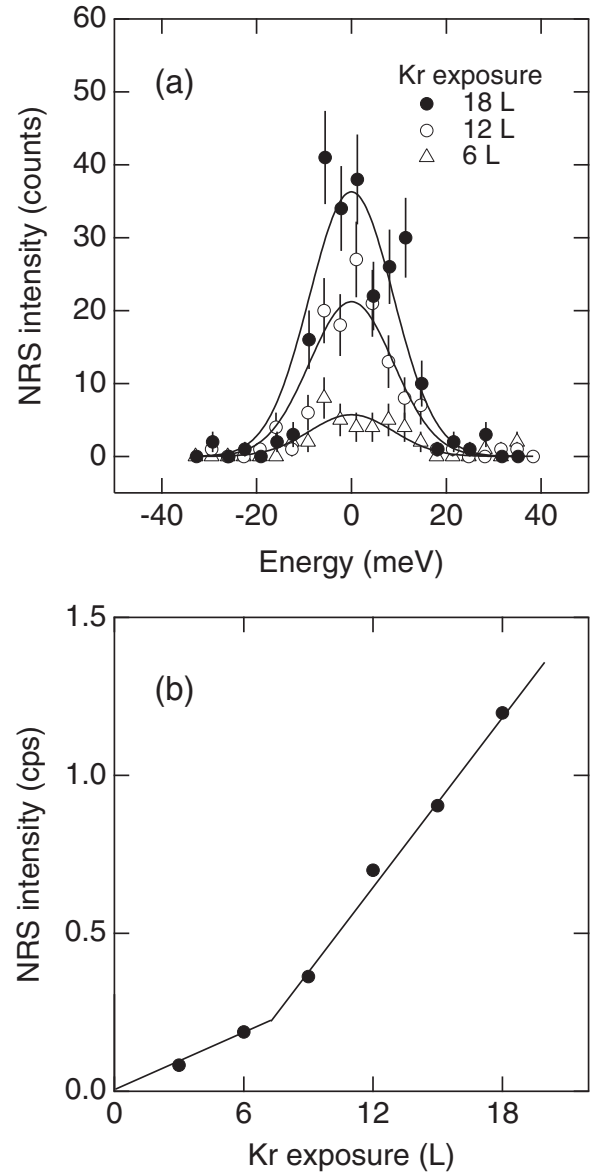 60
50
40
30
20
10
0
NRS intensity (counts)
(a)
Kr exposure
18 L
12 L
6 L
-40 -20 0 20 40
Energy (meV)
1.5
1.0
0.5
0.0
NRS intensity (cps)
(b)
0 6 12 18
Kr exposure (L)